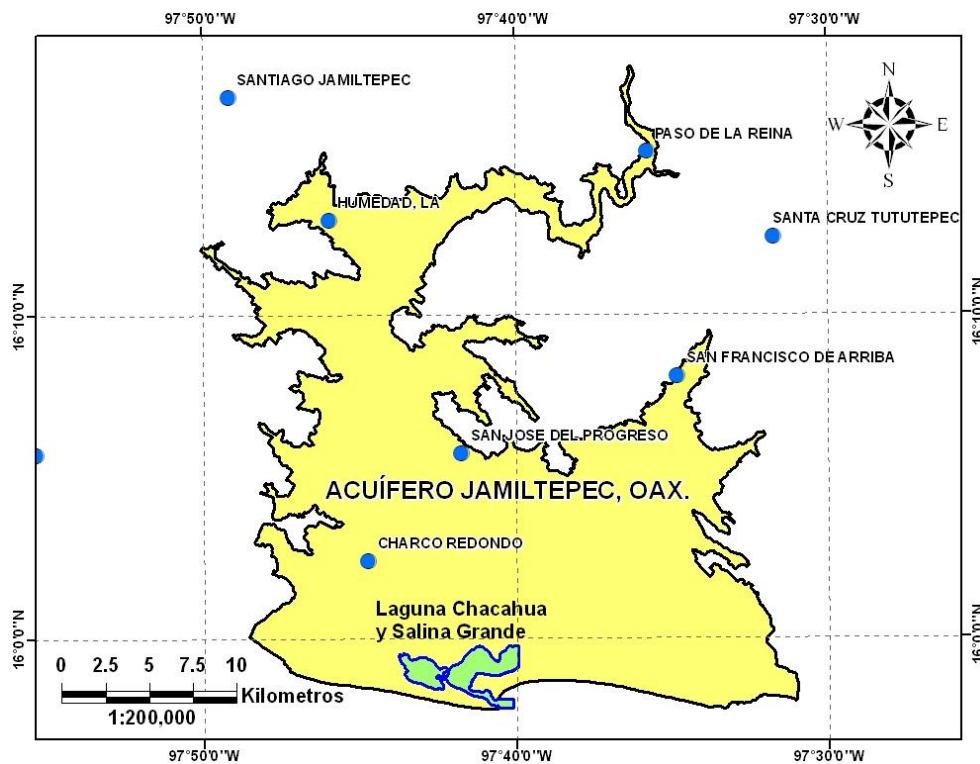 97°50'0"W 97°40'0"W 97°30'0"W
N
W E
S
SANTIAGO JAMILTEPEC
PASO DE LA REINA
HUMEDAD, LA
SANTA CRUZ TUTUTEPEC
16°10'0"N 16°10'0"N
SAN FRANCISCO DE ARRIBA
SAN JOSE DEL PROGRESO
ACUÍFERO JAMILTEPEC, OAX.
CHARCO REDONDO
Laguna Chacahua
y Salina Grande
16°0'0"N 16°0'0"N
0 2.5 5 7.5 10
Kilometros
1:200,000
97°50'0"W 97°40'0"W 97°30'0"W